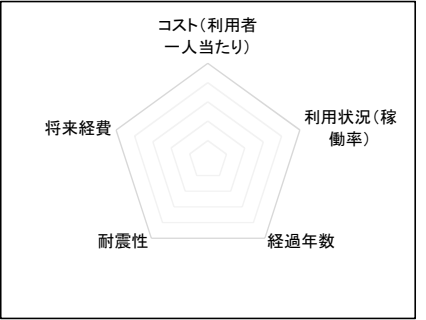 コスト（利用者
一人当たり）
利用状況（稼
働率）
経過年数
耐震性
将来経費